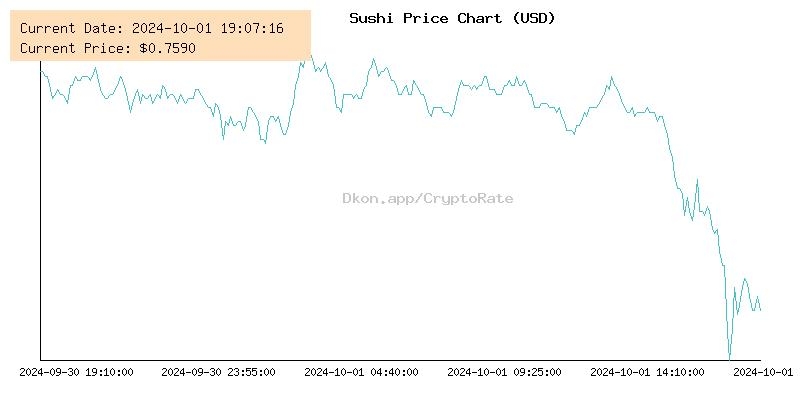 Sushi Price Chart (USD)
Current Date: 2024-10-01 19:07:16
Current Price: $0.7590
Dkon.app/CryptoRate
2024-09-30 19:10:00 2024-09-30 23:55:00 2024-10-01 04:40:00 2024-10-01 09:25:00 2024-10-01 14:10:00 2024-10-01